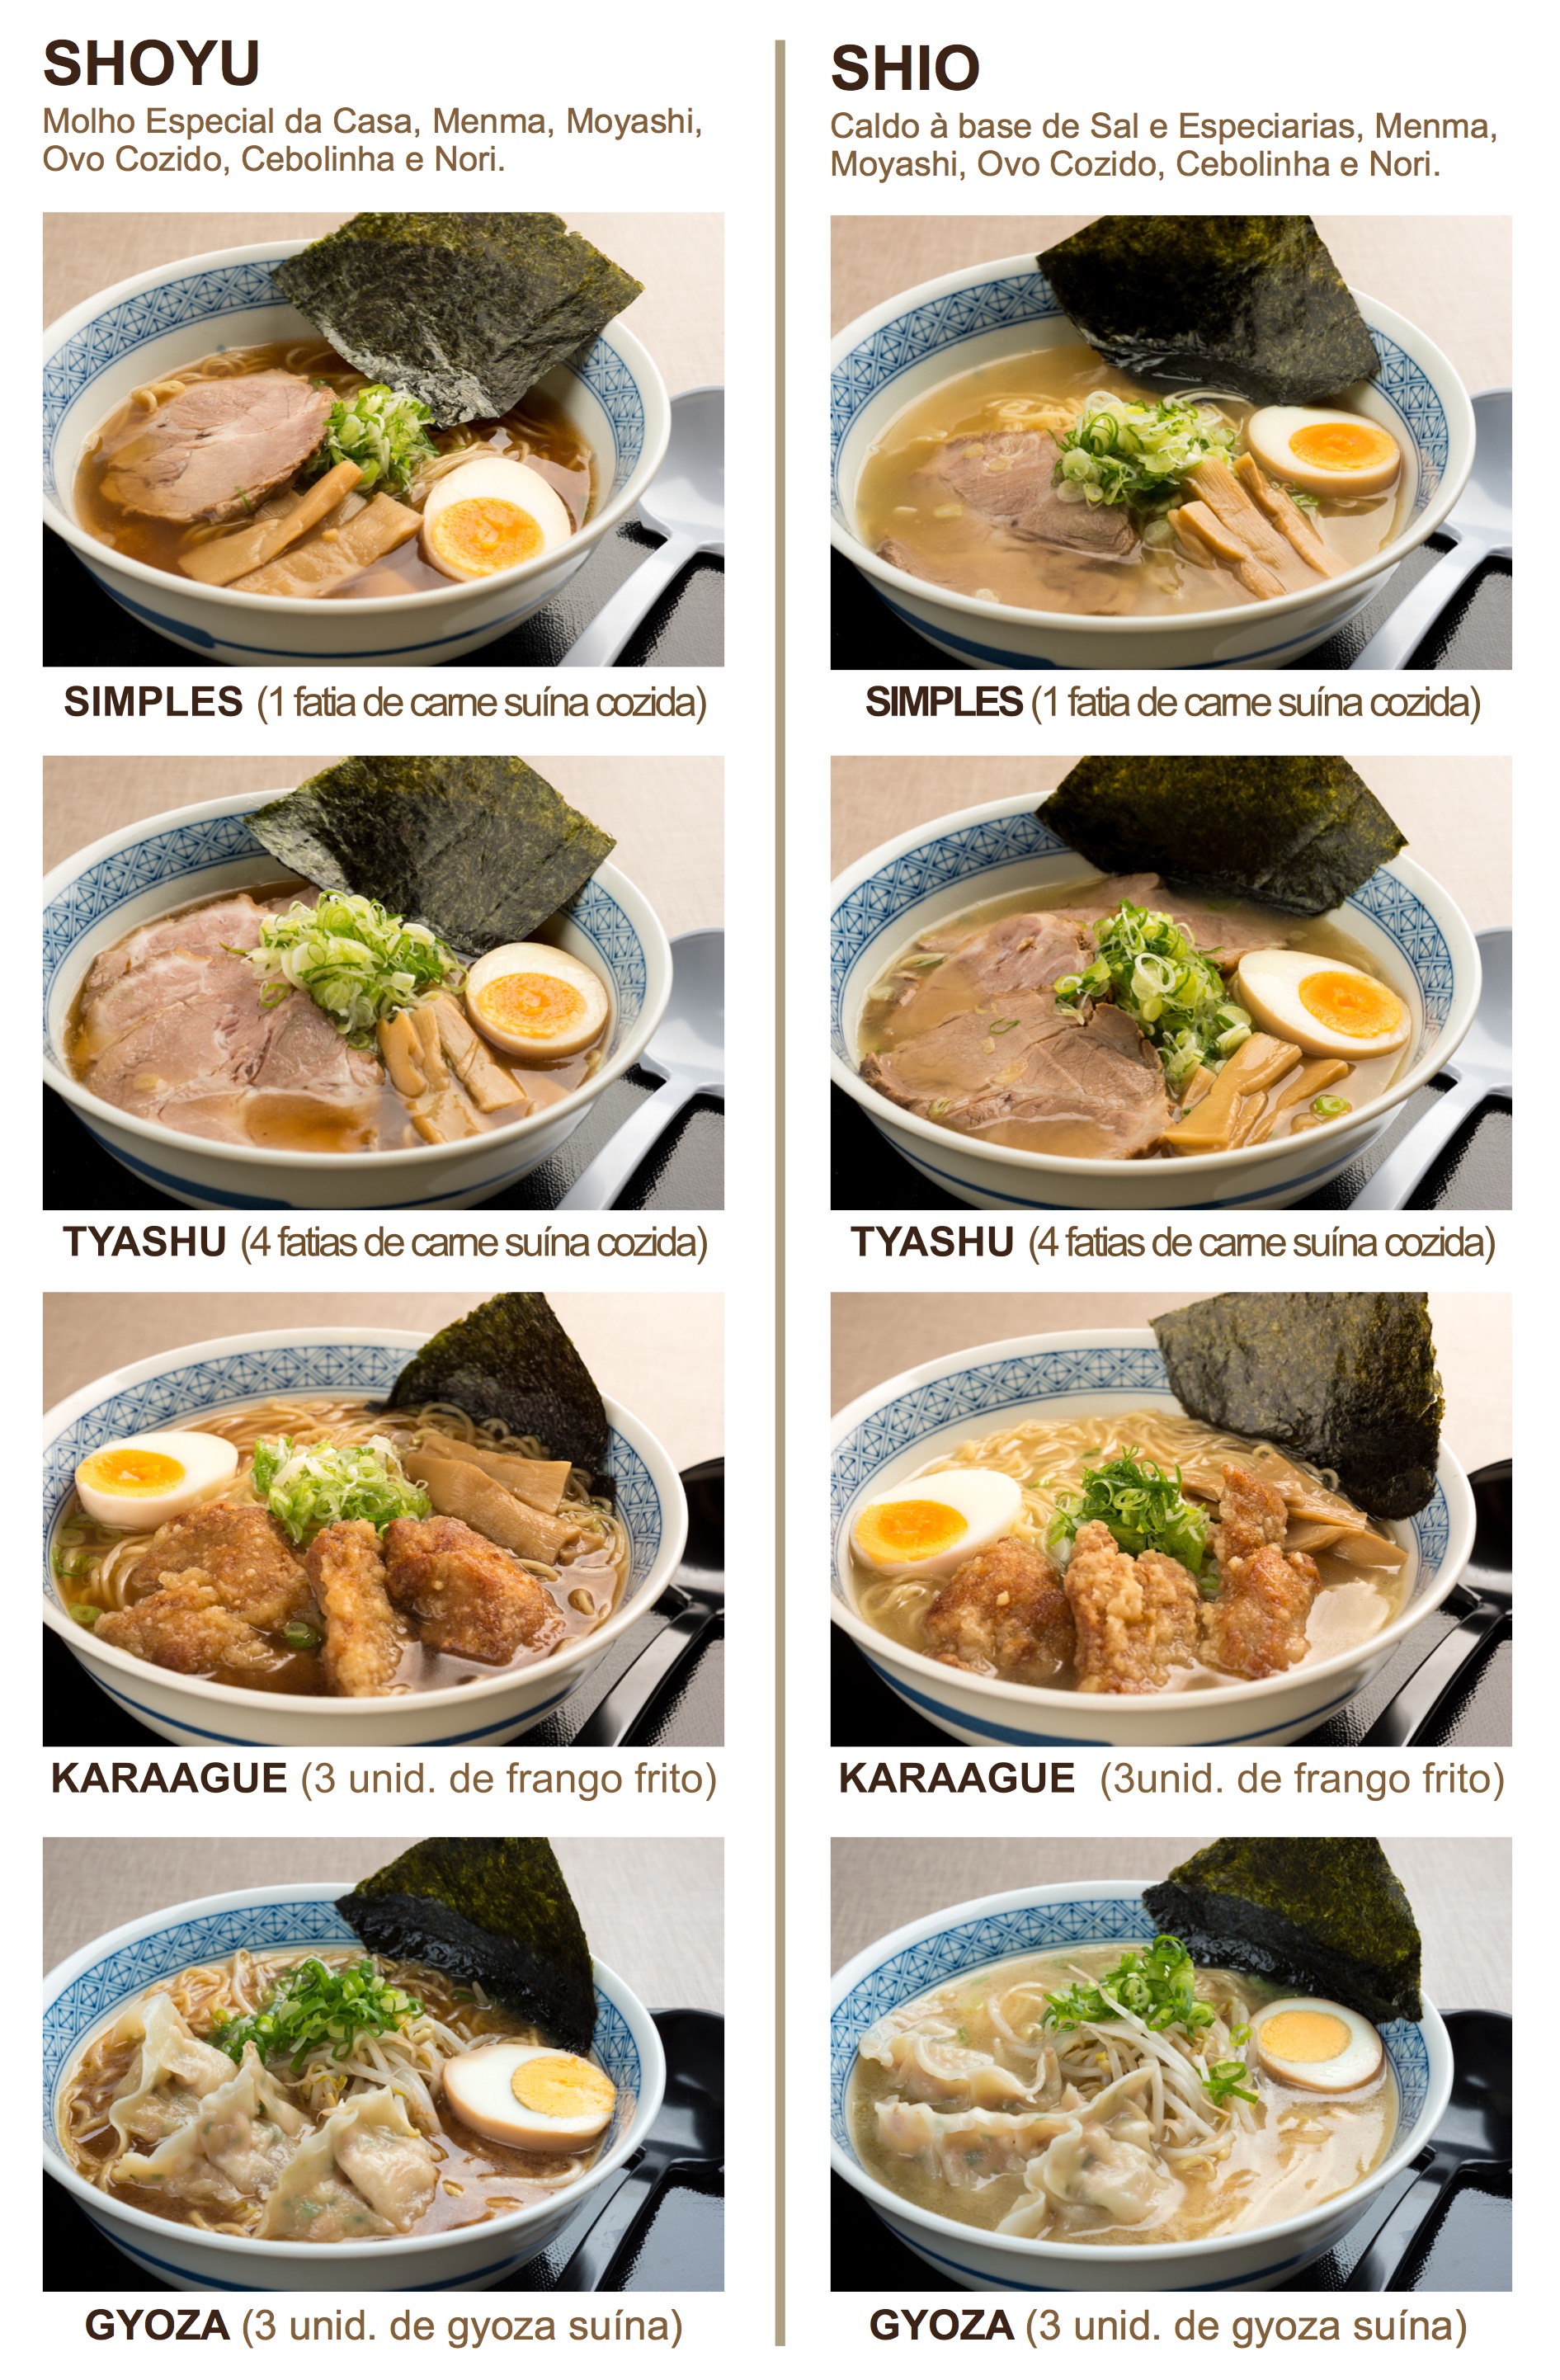 SHOYU
Molho Especial da Casa, Menma, Moyashi,
Ovo Cozido, Cebolinha e Nori.
SIMPLES (1 fatia de carne suína cozida)
TYASHU (4 fatias de carne suína cozida)
KARAAGUE (3 unid. de frango frito)
GYOZA (3 unid. de gyoza suína)
SHIO
Caldo à base de Sal e Especiarias, Menma,
Moyashi, Ovo Cozido, Cebolinha e Nori.
SIMPLES (1 fatia de carne suína cozida)
TYASHU (4 fatias de carne suína cozida)
KARAAGUE (3unid. de frango frito)
GYOZA (3 unid. de gyoza suína)